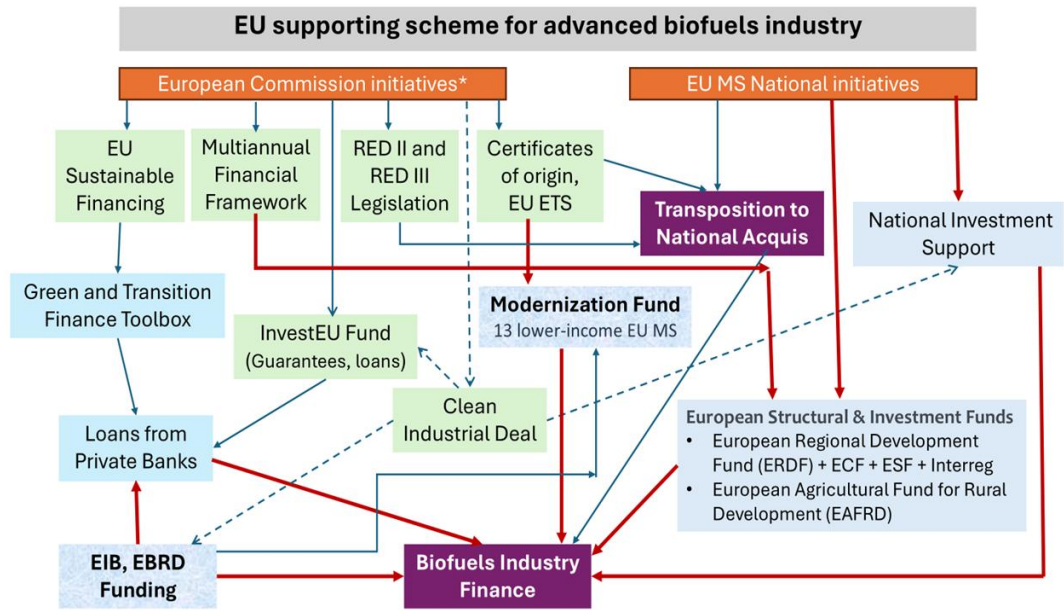 EU supporting scheme for advanced biofuels industry
European Commission initiatives*
EU MS National initiatives
EU
Sustainable
Financing
Multiannual
Financial
Framework
RED II and
RED III
Legislation
Certificates
of origin,
EU ETS
Transposition to
National Acquis
National Investment
Support
Green and Transition
Finance Toolbox
InvestEU Fund
(Guarantees, loans)
Modernization Fund
13 lower-income EU MS
Clean
Industrial Deal
European Structural & Investment Funds
• European Regional Development
Fund (ERDF) + ECF + ESF + Interreg
• European Agricultural Fund for Rural
Development (EAFRD)
Loans from
Private Banks
EIB, EBRD
Funding
Biofuels Industry
Finance